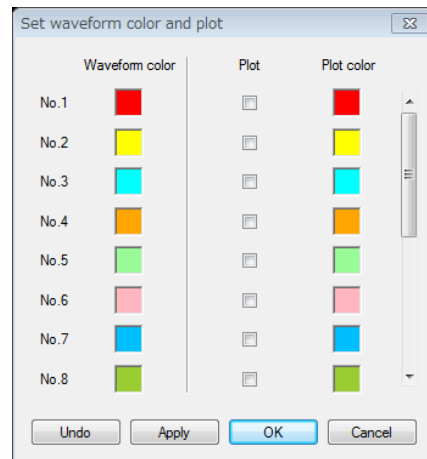 Set waveform color and plot
Waveform color Plot Plot color
No.1
No.2
No.3
No.4
No.5
No.6
No.7
No.8
Undo Apply OK Cancel